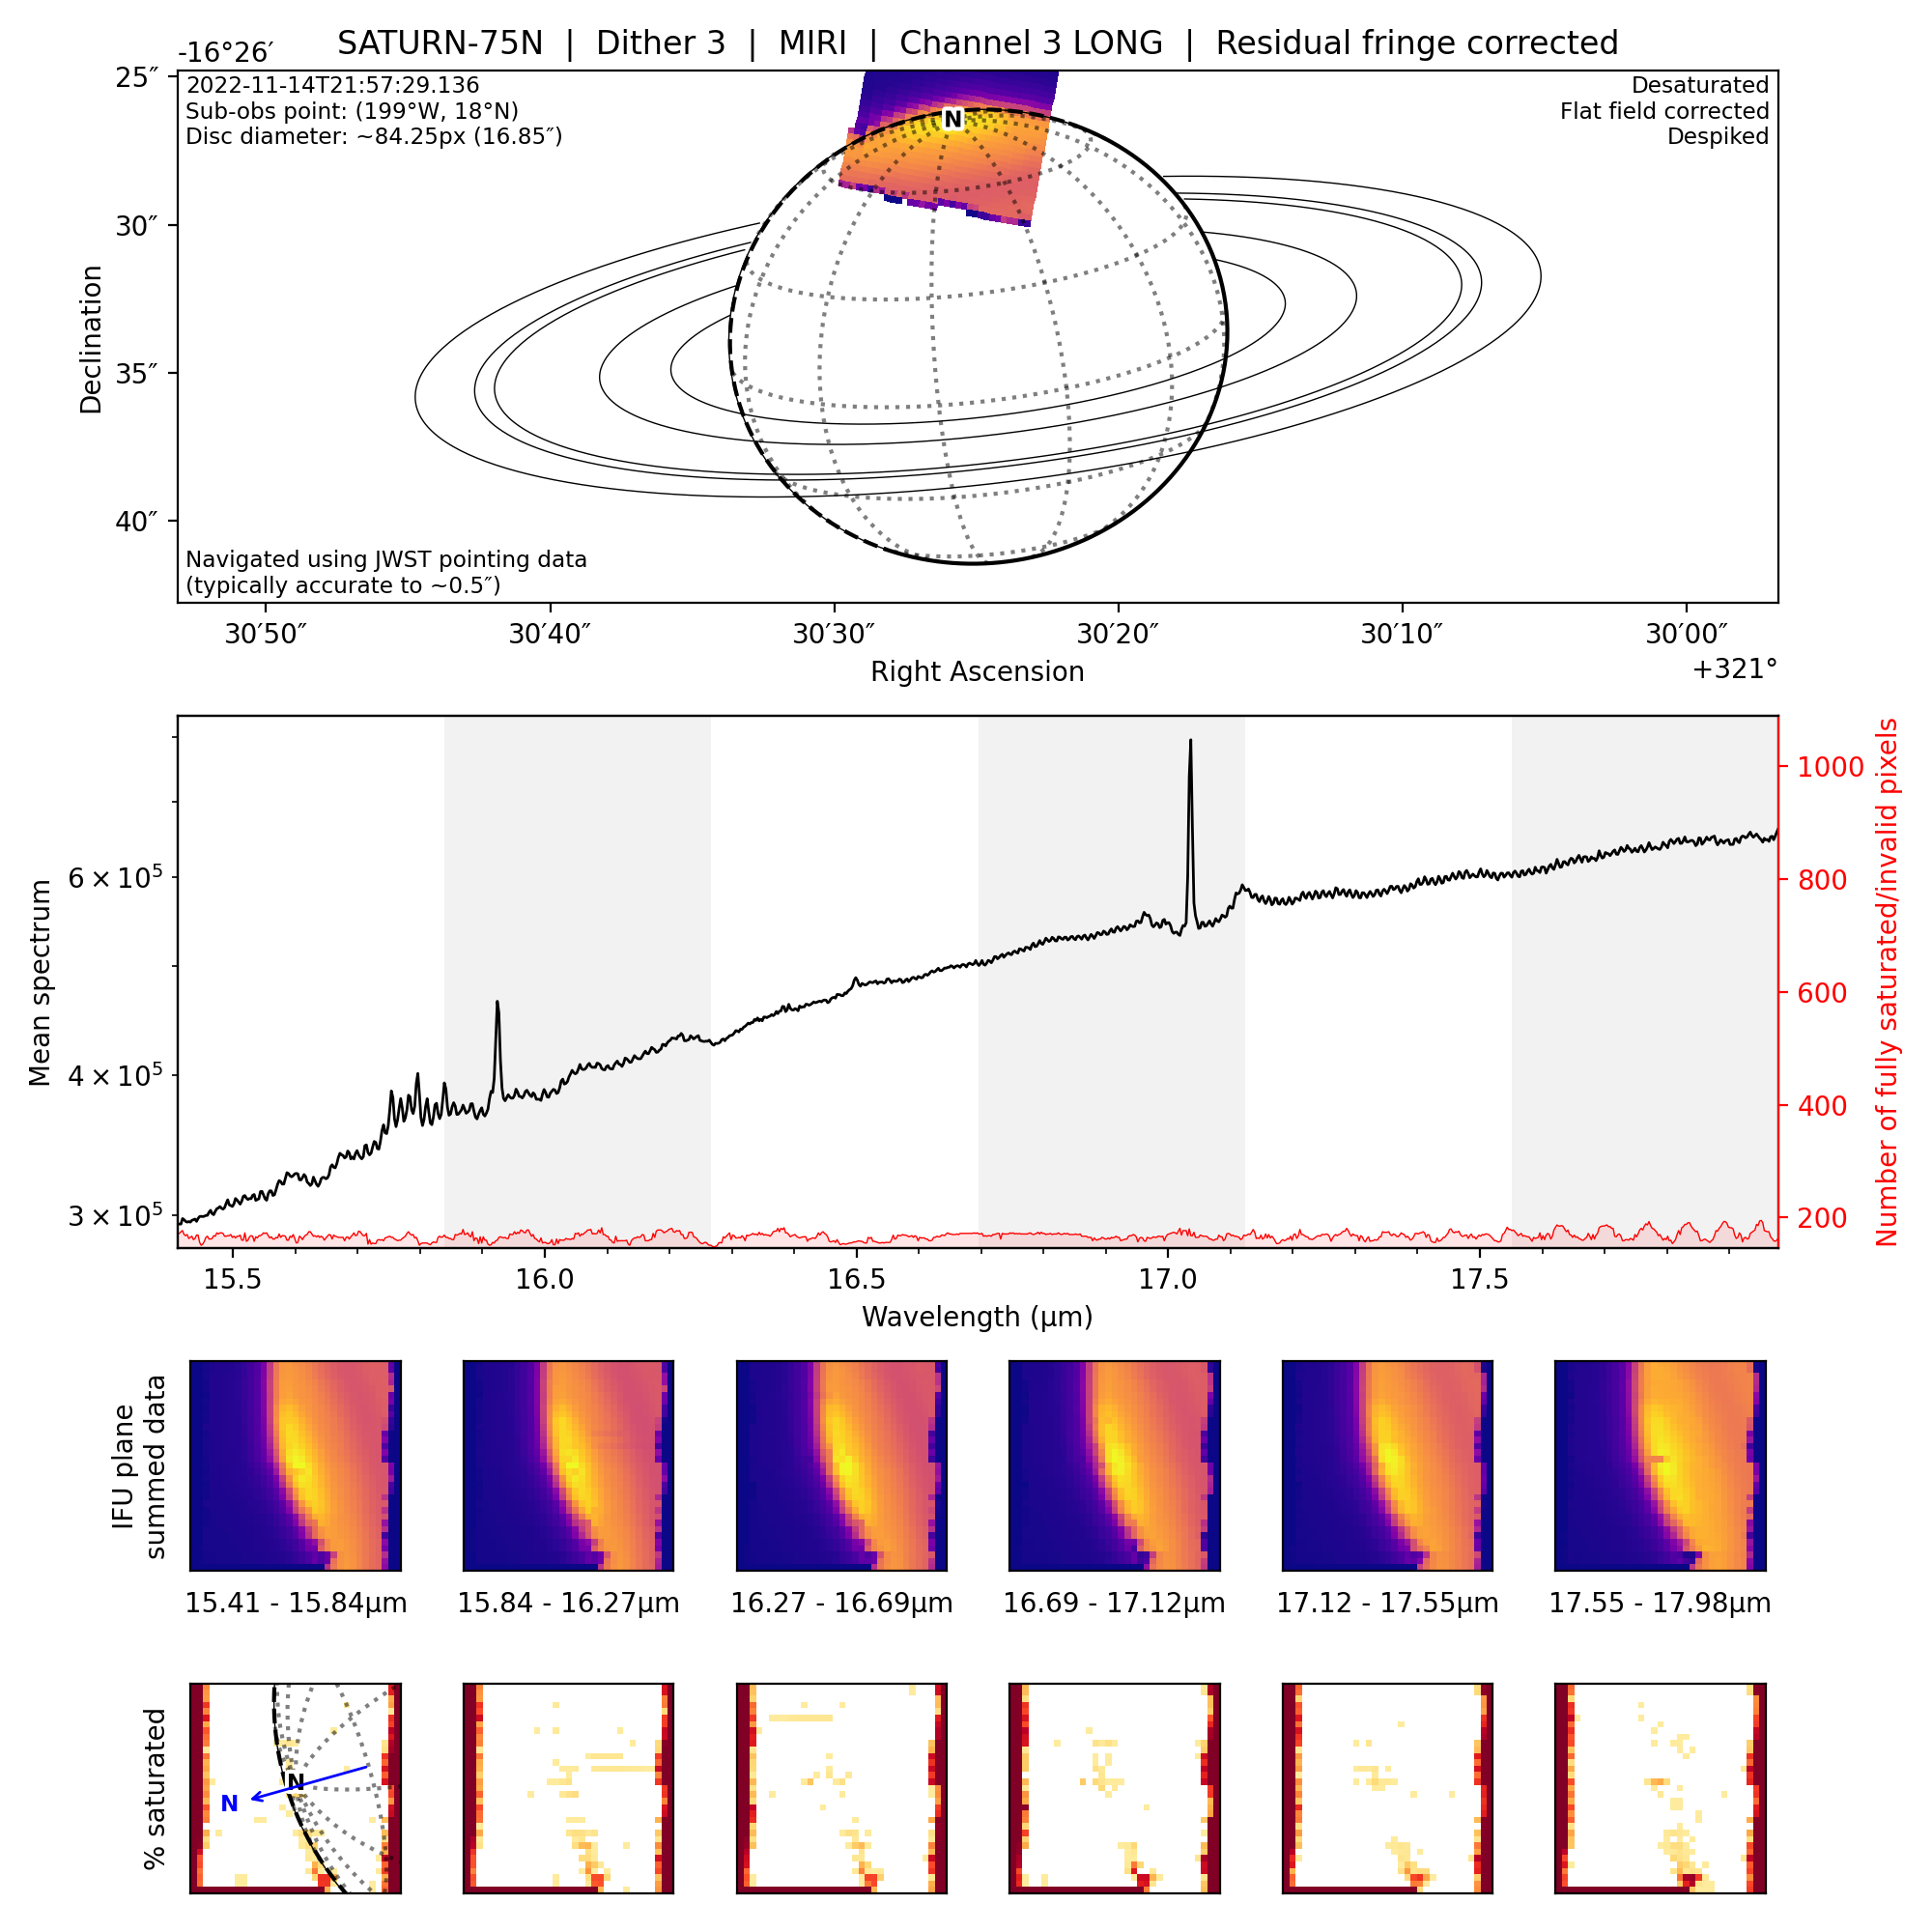 SATURN-75N | Dither 3 | MIRI | Channel 3 LONG | Residual fringe corrected
-16°26′
25″
30″
35″
40″
Declination
2022-11-14T21:57:29.136
Sub-obs point: (199°W, 18°N)
Disc diameter: ~84.25px (16.85″)
Desaturated
Flat field corrected
Despiked
N
Navigated using JWST pointing data
(typically accurate to ~0.5″)
30′50″ 30′40″ 30′30″ 30′20″ 30′10″ 30′00″
Right Ascension
+321°
Mean spectrum
6 × 10⁵
4 × 10⁵
3 × 10⁵
1000
800
600
400
200
Number of fully saturated/invalid pixels
15.5 16.0 16.5 17.0 17.5
Wavelength (µm)
IFU plane
summed data
15.41 - 15.84µm 15.84 - 16.27µm 16.27 - 16.69µm 16.69 - 17.12µm 17.12 - 17.55µm 17.55 - 17.98µm
% saturated
N
N